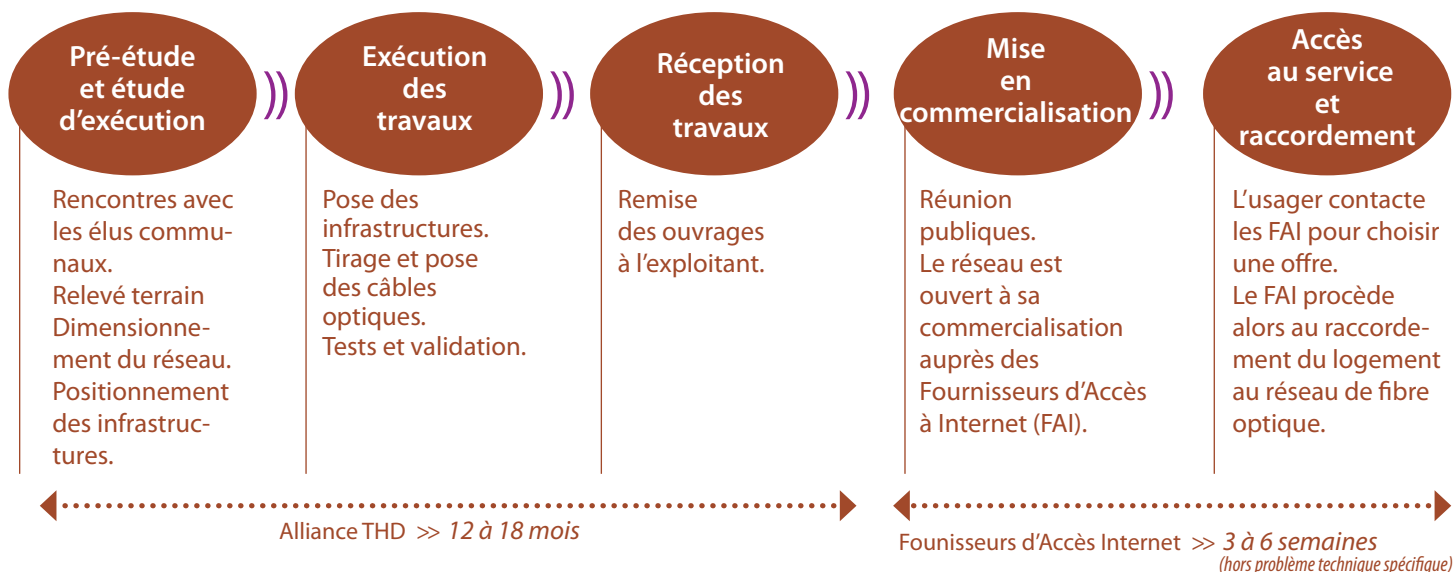 Pré-étude
et étude
d'exécution
Rencontres avec
les élus commu-
naux.
Relevé terrain
Dimensionne-
ment du réseau.
Positionnement
des infrastruc-
tures.
Exécution
des
travaux
Pose des
infrastructures.
Tirage et pose
des câbles
optiques.
Tests et validation.
Réception
des
travaux
Remise
des ouvrages
à l'exploitant.
Mise
en
commercialisation
Réunion
publiques.
Le réseau est
ouvert à sa
commercialisation
auprès des
Fournisseurs d'Accès
à Internet (FAI).
Accès
au service
et
raccordement
L'usager contacte
les FAI pour choisir
une offre.
Le FAI procède
alors au raccorde-
ment du logement
au réseau de fibre
optique.
Alliance THD >> 12 à 18 mois
Founisseurs d'Accès Internet >> 3 à 6 semaines
(hors problème technique spécifique)